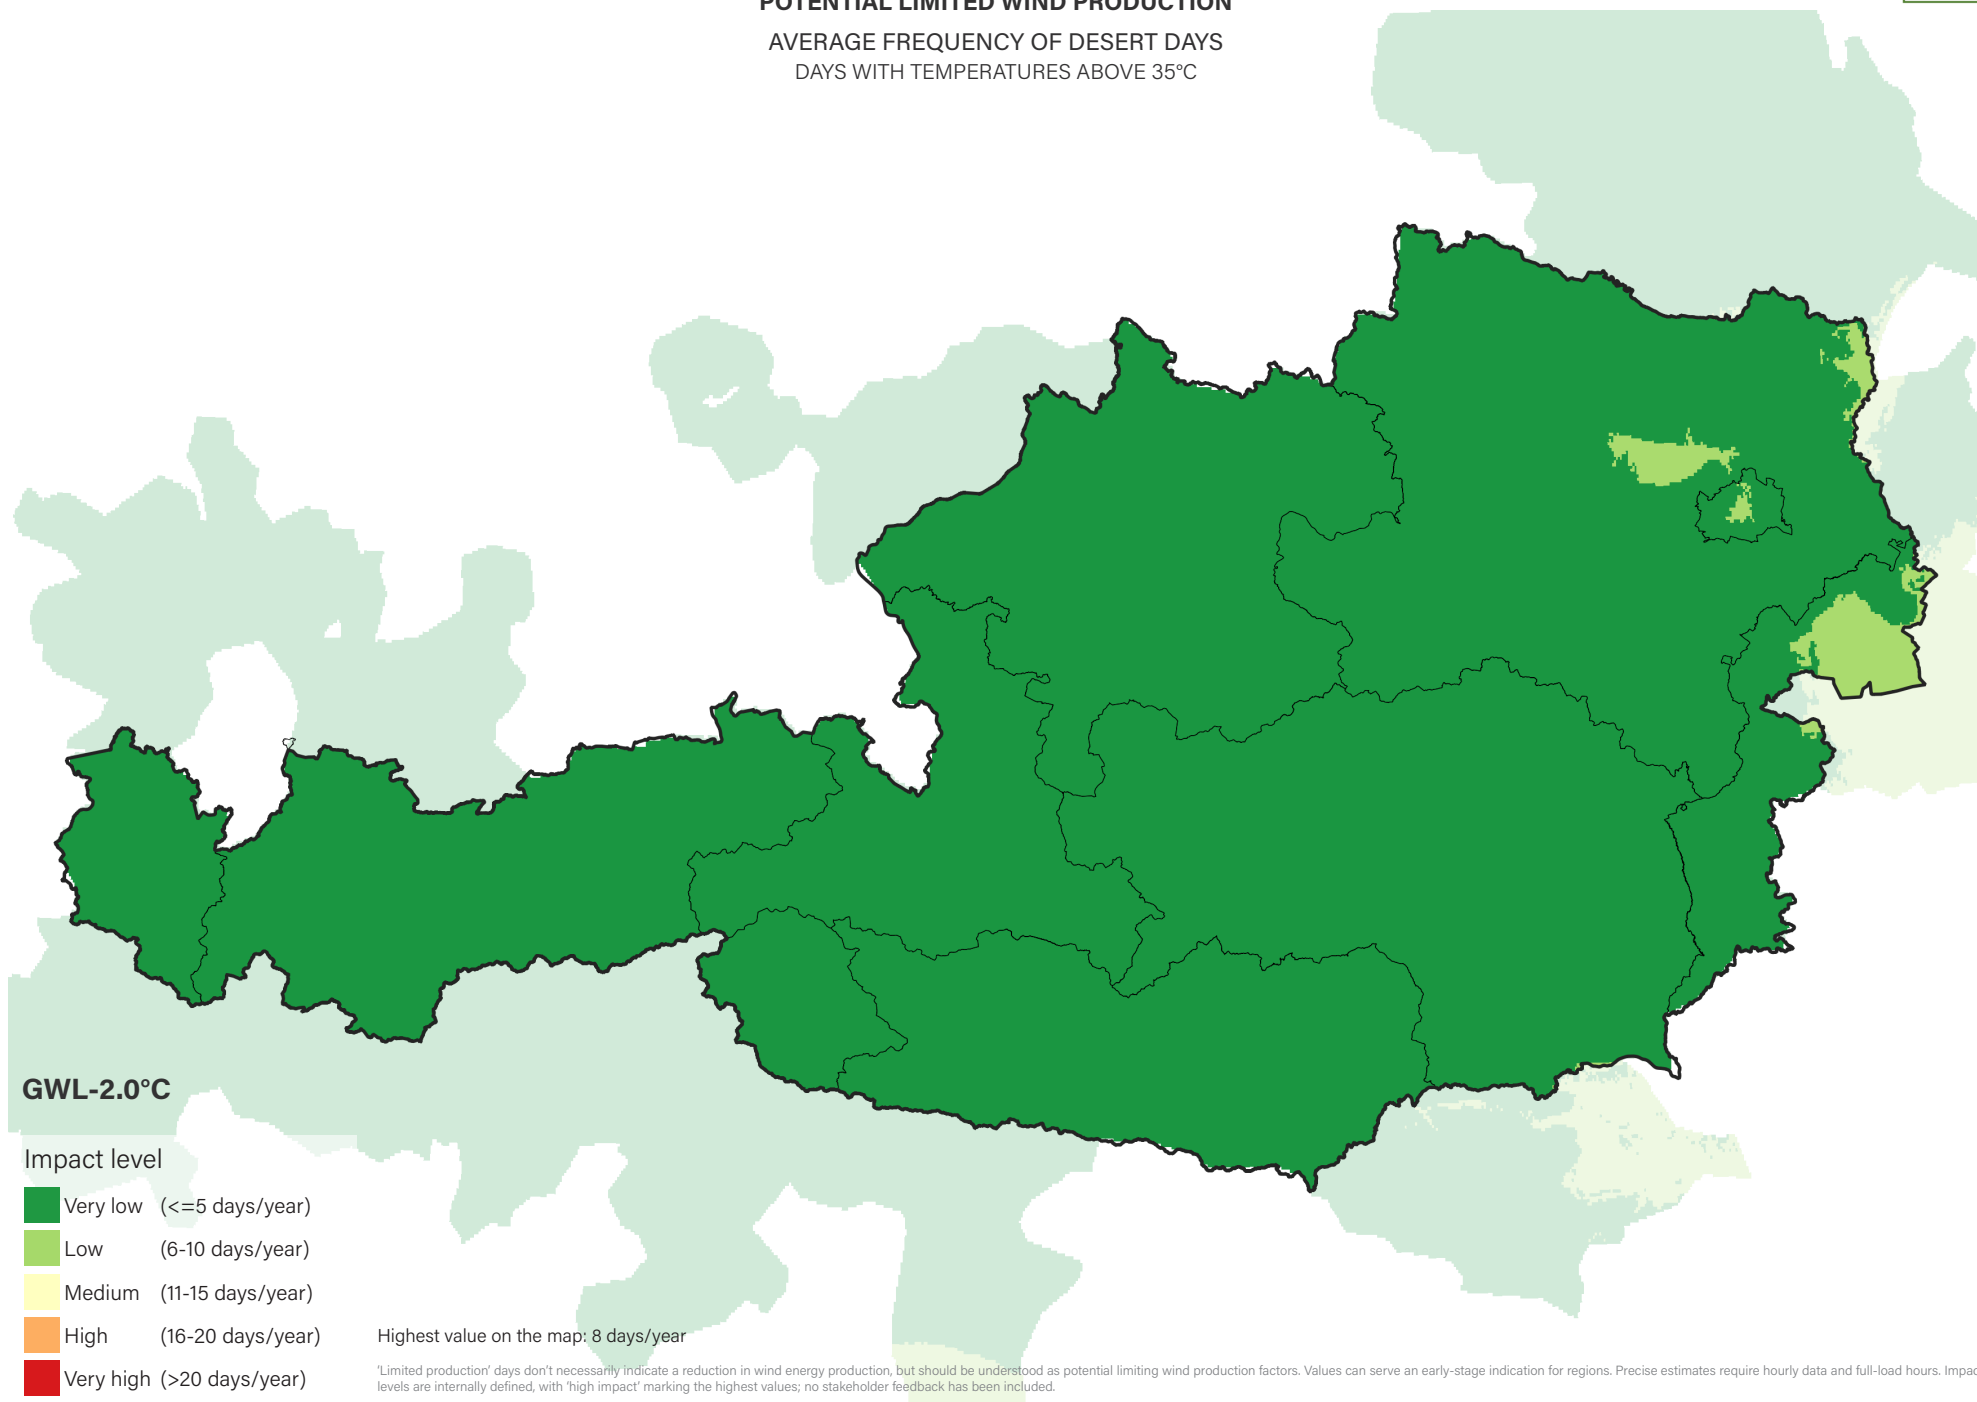 POTENTIAL LIMITED WIND PRODUCTION
AVERAGE FREQUENCY OF DESERT DAYS
DAYS WITH TEMPERATURES ABOVE 35°C
GWL-2.0°C
Impact level
Very low (<=5 days/year)
Low (6-10 days/year)
Medium (11-15 days/year)
High (16-20 days/year)
Very high (>20 days/year)
Highest value on the map: 8 days/year
'Limited production' days don't necessarily indicate a reduction in wind energy production, but should be understood as potential limiting wind production factors. Values can serve an early-stage indication for regions. Precise estimates require hourly data and full-load hours. Impac
levels are internally defined, with 'high impact' marking the highest values; no stakeholder feedback has been included.